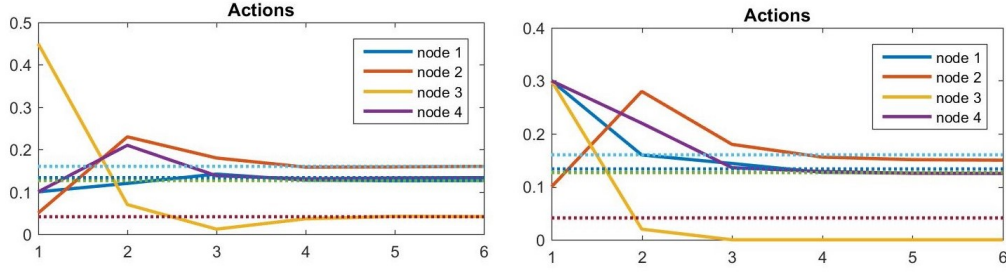 Actions
0.5
0.4
0.3
0.2
0.1
0
1 2 3 4 5 6
node 1
node 2
node 3
node 4
Actions
0.4
0.3
0.2
0.1
0
1 2 3 4 5 6
node 1
node 2
node 3
node 4